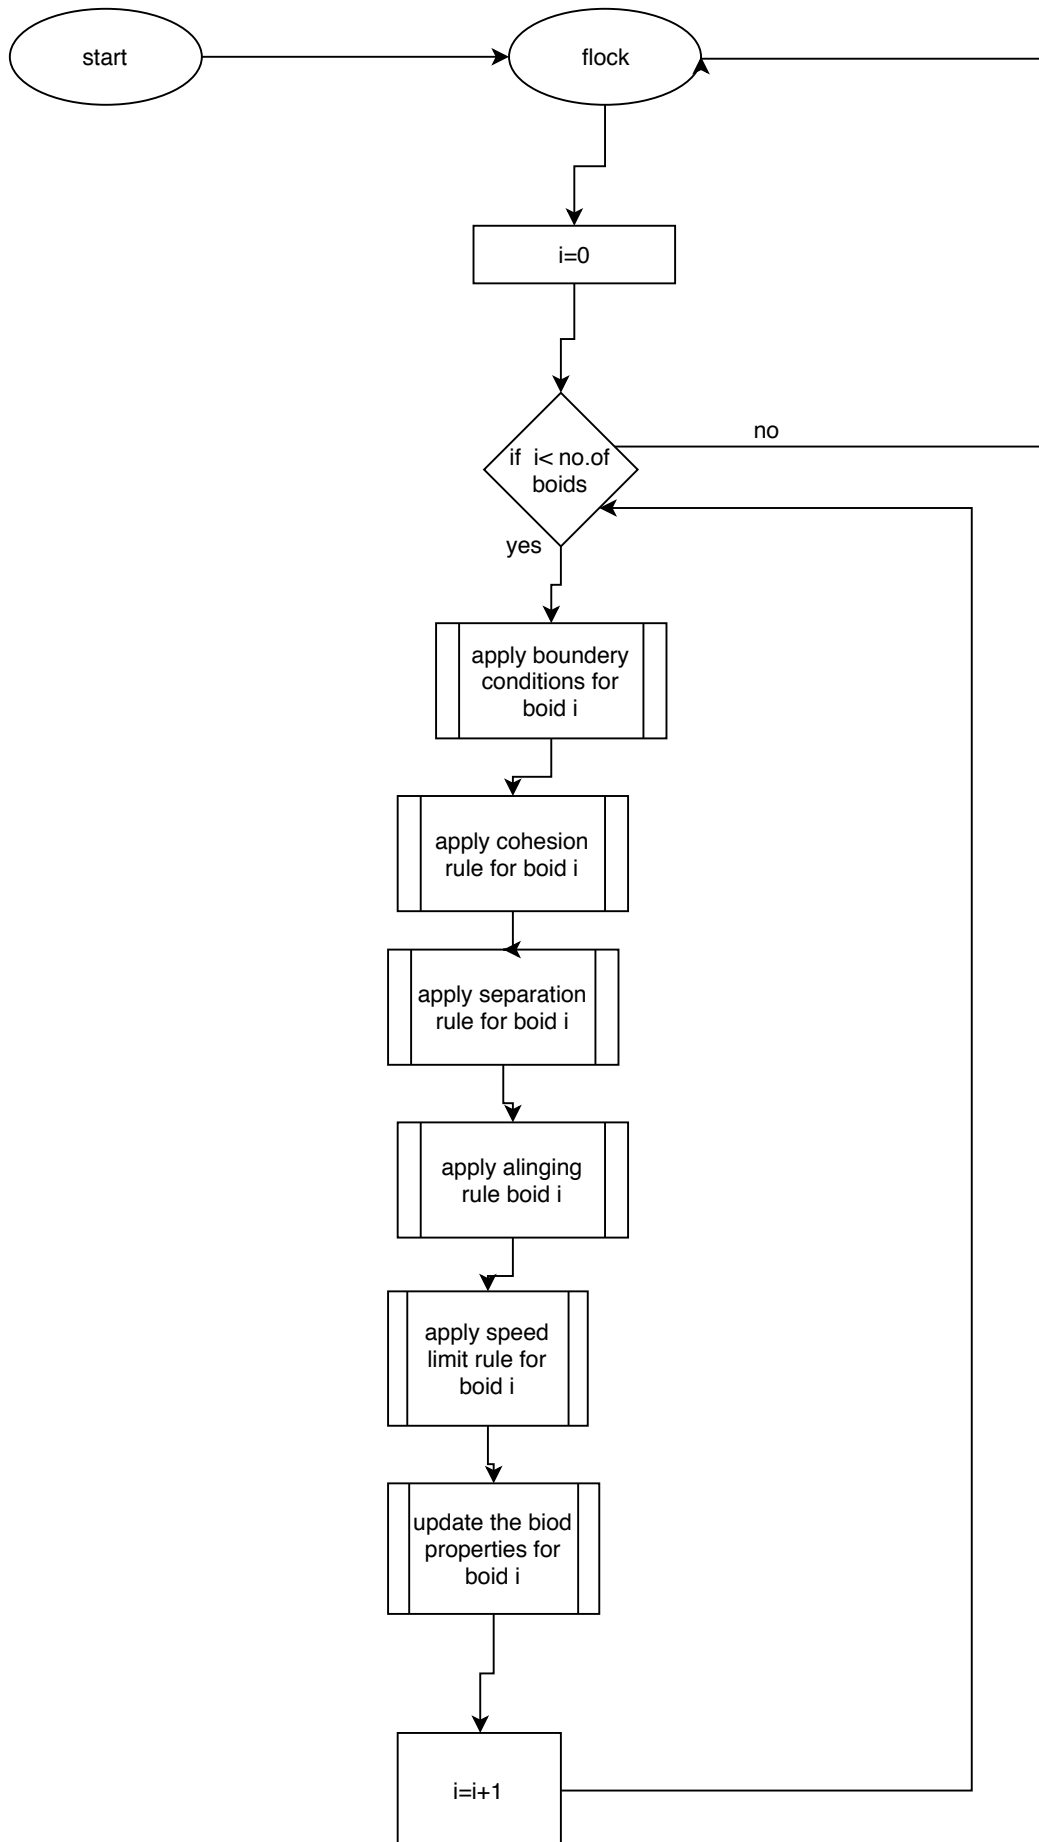 start
flock
i=0
if  i< no.of
boids
no
yes
apply boundery
conditions for
boid i
apply cohesion
rule for boid i
apply separation
rule for boid i
apply alinging
rule boid i
apply speed
limit rule for
boid i
update the biod
properties for
boid i
i=i+1